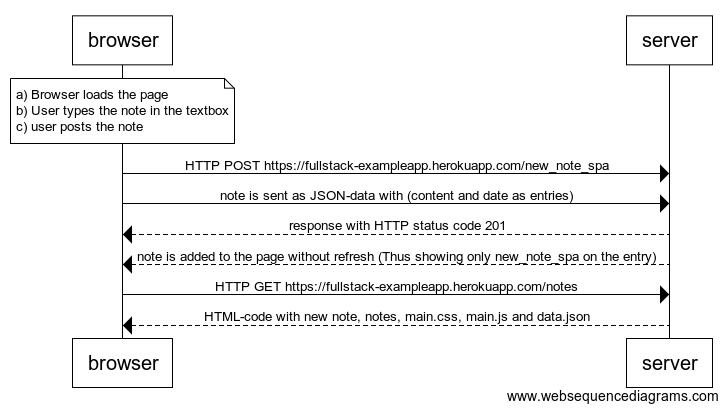 browser
server
a) Browser loads the page
b) User types the note in the textbox
c) user posts the note
HTTP POST https://fullstack-exampleapp.herokuapp.com/new_note_spa
note is sent as JSON-data with (content and date as entries)
response with HTTP status code 201
note is added to the page without refresh (Thus showing only new_note_spa on the entry)
HTTP GET https://fullstack-exampleapp.herokuapp.com/notes
HTML-code with new note, notes, main.css, main.js and data.json
browser
server
www.websequencediagrams.com